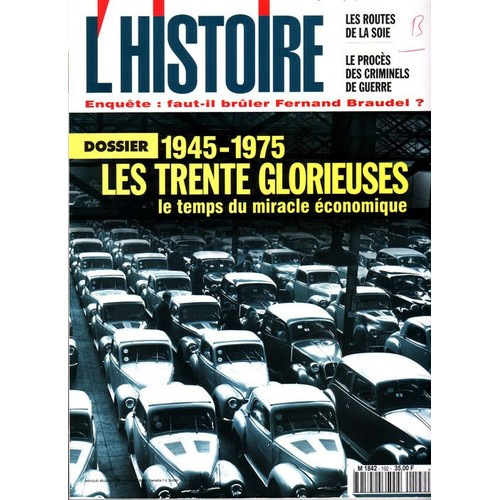 L'HISTOIRE
LES ROUTES
DE LA SOIE
LE PROCÈS
DES CRIMINELS
DE GUERRE
B
Enquête : faut-il brûler Fernand Braudel ?
DOSSIER 1945-1975
LES TRENTE GLORIEUSES
le temps du miracle économique
M 1842 - 192 - 35,00 F